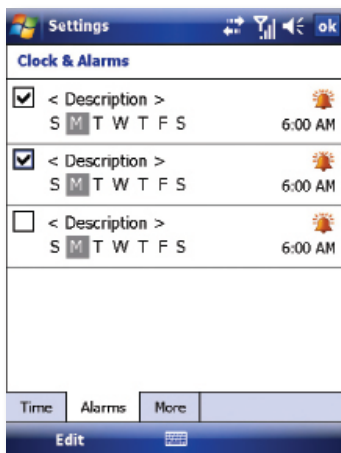 Settings ok
Clock & Alarms
< Description >
S M T W T F S 6:00 AM
< Description >
S M T W T F S 6:00 AM
< Description >
S M T W T F S 6:00 AM
Time Alarms More
Edit